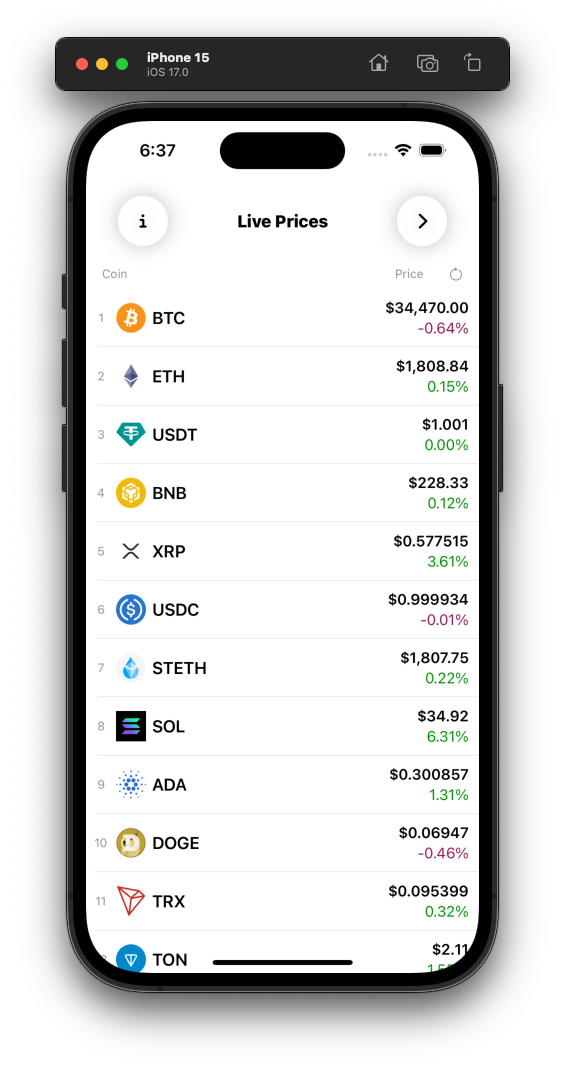 iPhone 15
iOS 17.0
6:37
i
Live Prices
Coin Price
1 BTC $34,470.00
-0.64%
2 ETH $1,808.84
0.15%
3 USDT $1.001
0.00%
4 BNB $228.33
0.12%
5 XRP $0.577515
3.61%
6 USDC $0.999934
-0.01%
7 STETH $1,807.75
0.22%
8 SOL $34.92
6.31%
9 ADA $0.300857
1.31%
10 DOGE $0.06947
-0.46%
11 TRX $0.095399
0.32%
TON $2.11